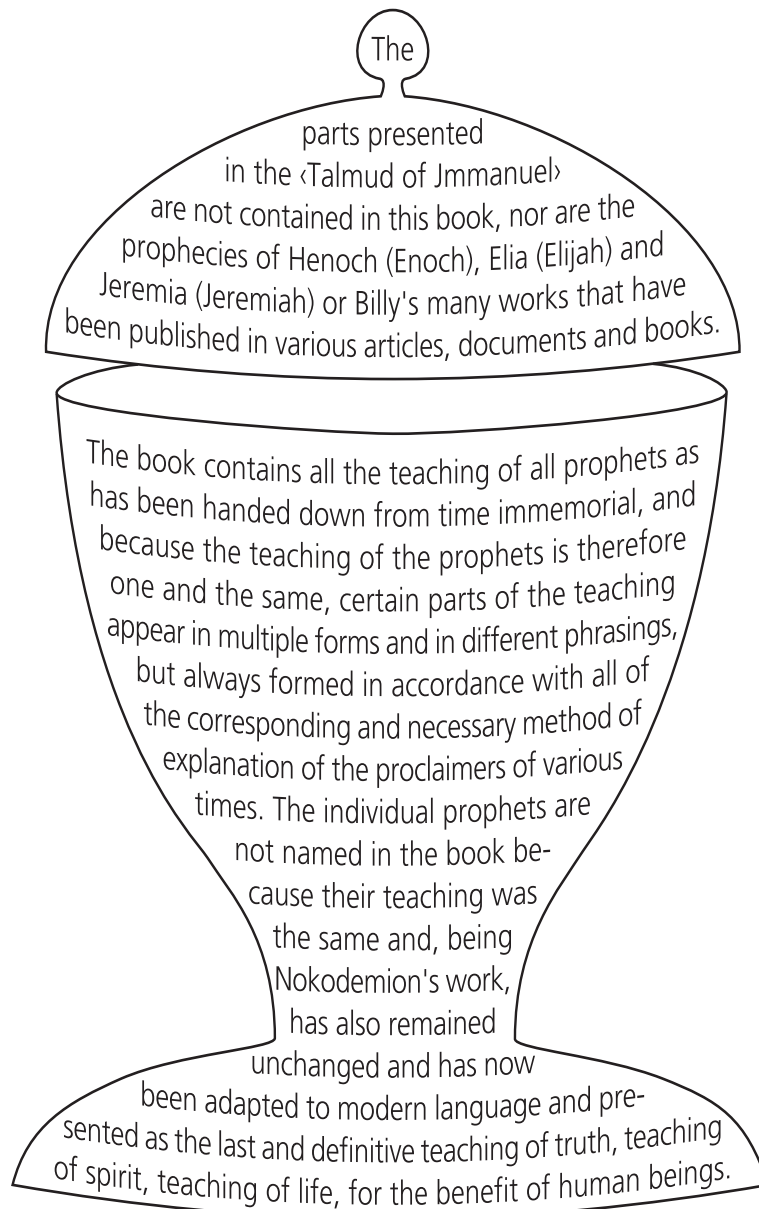 The
parts presented
in the ‹Talmud of Jmmanuel›
are not contained in this book, nor are the
prophecies of Henoch (Enoch), Elia (Elijah) and
Jeremia (Jeremiah) or Billy's many works that have
been published in various articles, documents and books.
The book contains all the teaching of all prophets as
has been handed down from time immemorial, and
because the teaching of the prophets is therefore
one and the same, certain parts of the teaching
appear in multiple forms and in different phrasings,
but always formed in accordance with all of
the corresponding and necessary method of
explanation of the proclaimers of various
times. The individual prophets are
not named in the book be-
cause their teaching was
the same and, being
Nokodemion's work,
has also remained
unchanged and has now
been adapted to modern language and pre-
sented as the last and definitive teaching of truth, teaching
of spirit, teaching of life, for the benefit of human beings.